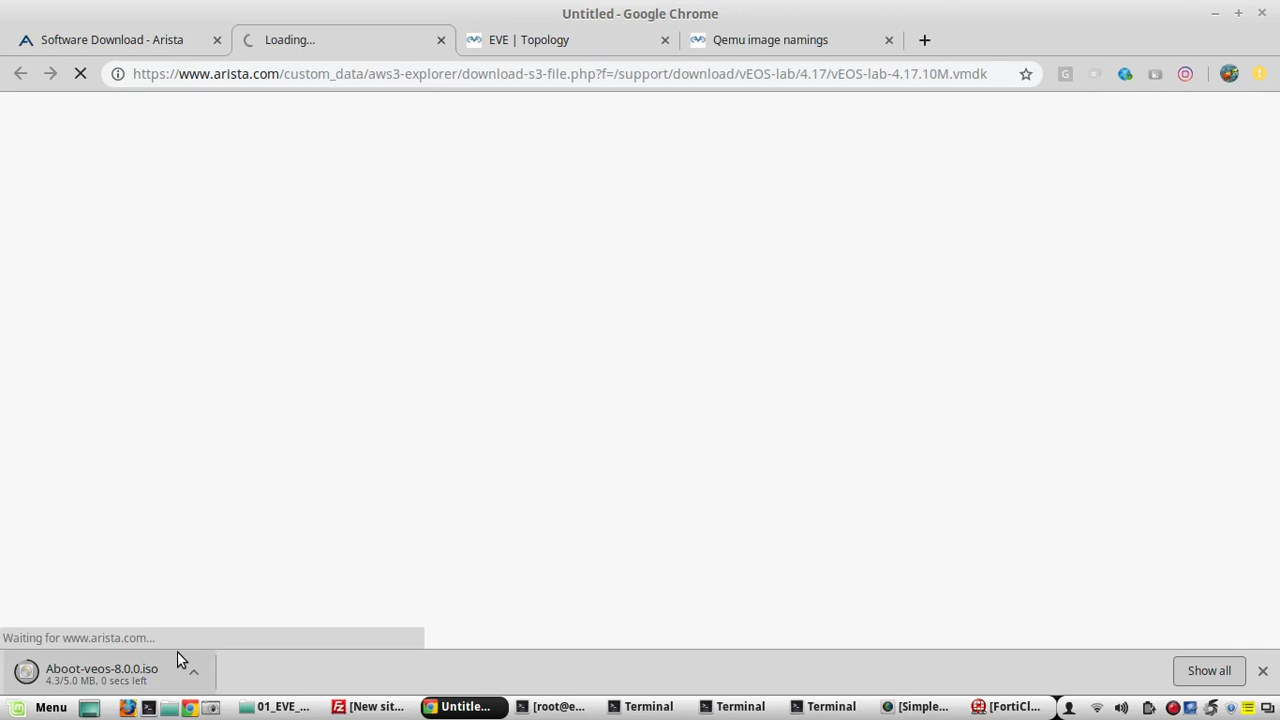 Untitled - Google Chrome
Software Download - Arista
Loading...
EVE | Topology
Qemu image namings
https://www.arista.com/custom_data/aws3-explorer/download-s3-file.php?f=/support/download/vEOS-lab/4.17/vEOS-lab-4.17.10M.vmdk
Waiting for www.arista.com...
Aboot-veos-8.0.0.iso
4.3/5.0 MB, 0 secs left
Show all
Menu
01_EVE_...
[New sit...
Untitle...
[root@e...
Terminal
Terminal
Terminal
[Simple...
[FortiCl...